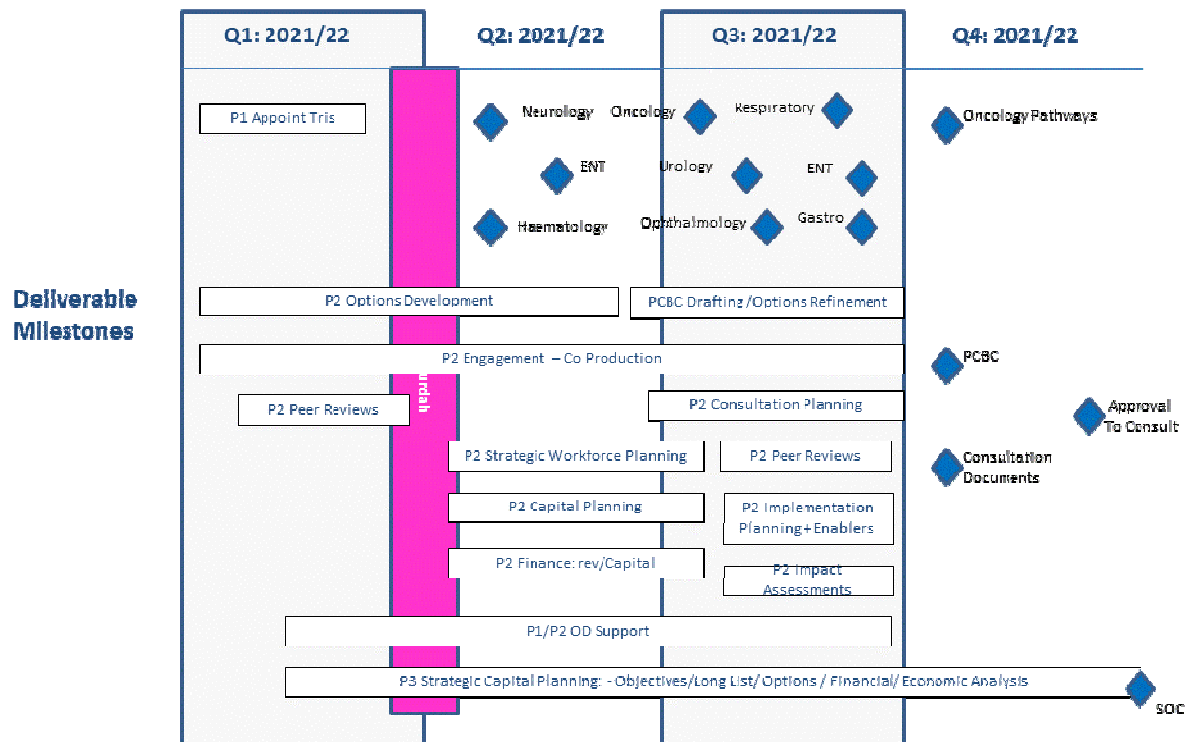 Q1: 2021/22
Q2: 2021/22
Q3: 2021/22
Q4: 2021/22
P1 Appoint Tris
Neurology
Oncology
Respiratory
Oncology Pathways
ENT
Urology
ENT
Haematology
Ophthalmology
Gastro
Deliverable
Milestones
P2 Options Development
PCBC Drafting/Options Refinement
P2 Engagement – Co Production
PCBC
urdah
P2 Peer Reviews
P2 Consultation Planning
Approval
To Consult
P2 Strategic Workforce Planning
P2 Peer Reviews
Consultation
Documents
P2 Capital Planning
P2 Implementation
Planning+Enablers
P2 Finance: rev/Capital
P2 Impact
Assessments
P1/P2 OD Support
P3 Strategic Capital Planning: - Objectives/Long List/ Options / Financial/ Economic Analysis
SOC